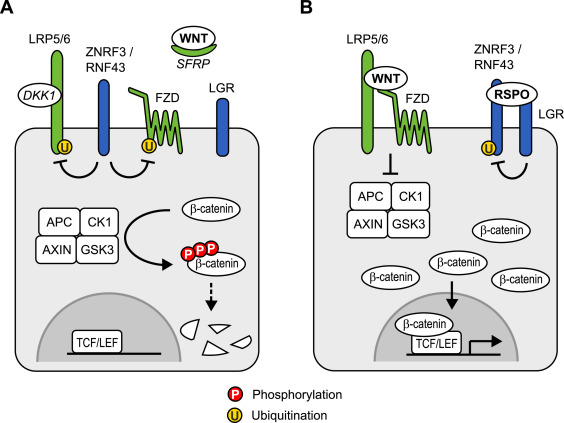 A
LRP5/6
ZNRF3 /
RNF43
WNT
SFRP
DKK1
FZD
LGR
U
U
APC
CK1
AXIN
GSK3
β-catenin
P P P
β-catenin
TCF/LEF
B
LRP5/6
WNT
FZD
ZNRF3 /
RNF43
RSPO
LGR
U
APC
CK1
AXIN
GSK3
β-catenin
β-catenin
β-catenin
β-catenin
β-catenin
TCF/LEF
P Phosphorylation
U Ubiquitination